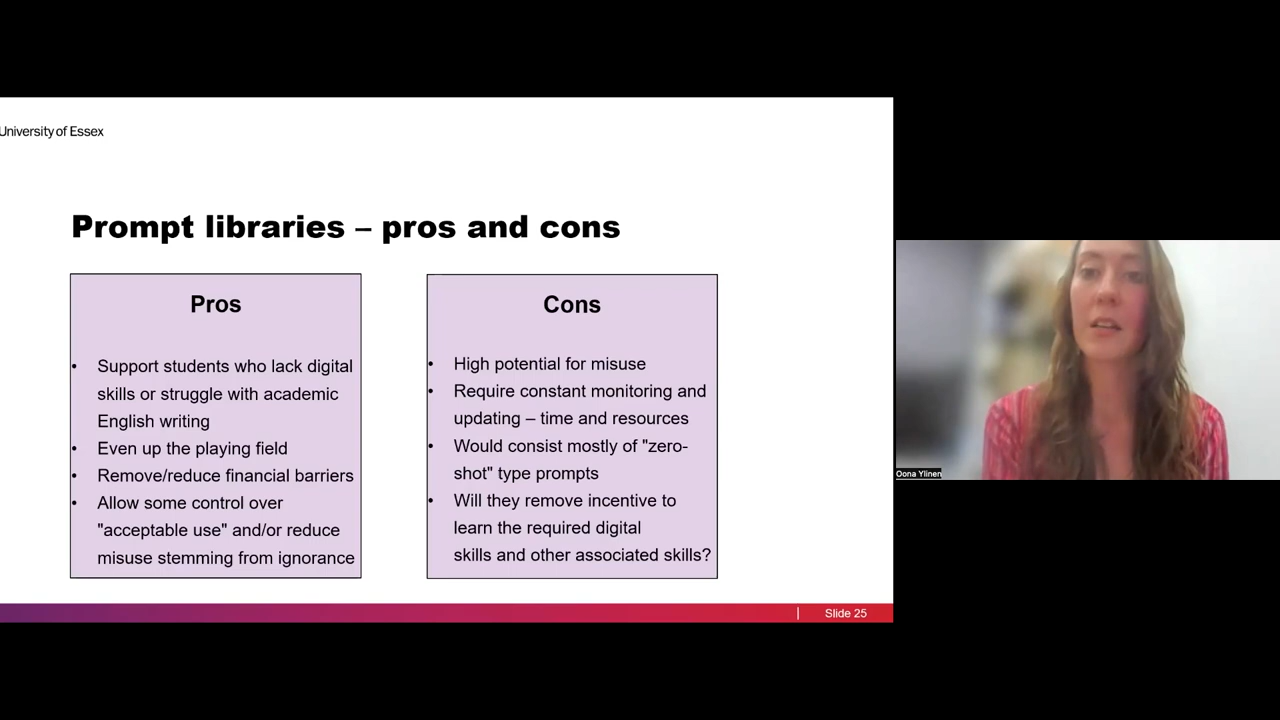 University of Essex
Prompt libraries – pros and cons
Pros
• Support students who lack digital
skills or struggle with academic
English writing
• Even up the playing field
• Remove/reduce financial barriers
• Allow some control over
"acceptable use" and/or reduce
misuse stemming from ignorance
Cons
• High potential for misuse
• Require constant monitoring and
updating – time and resources
• Would consist mostly of "zero-
shot" type prompts
• Will they remove incentive to
learn the required digital
skills and other associated skills?
Slide 25
Oona Ylinen